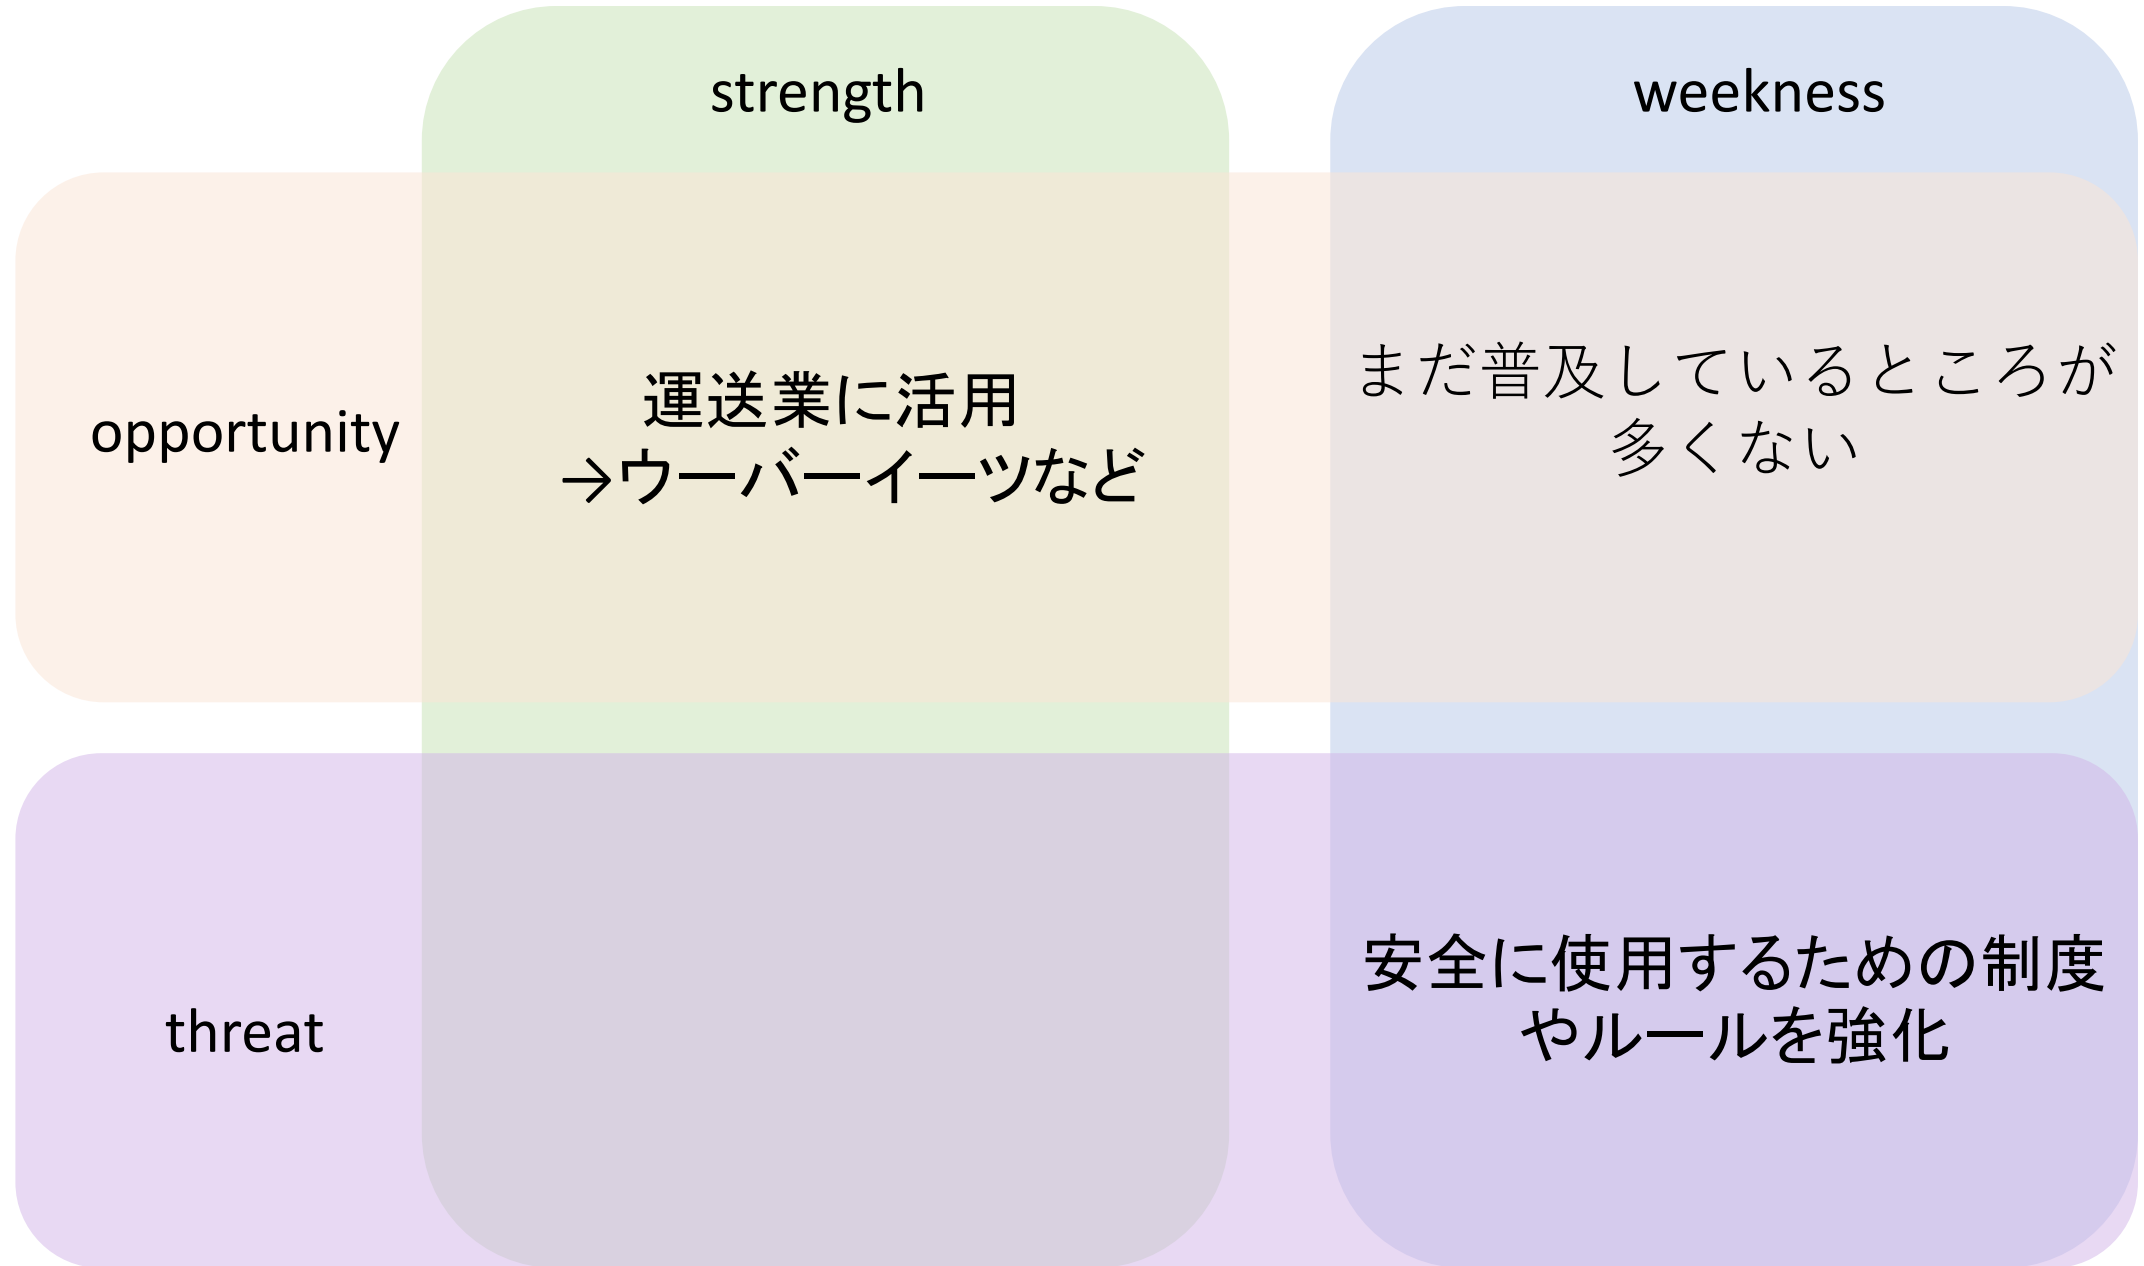 strength
weekness
opportunity
運送業に活用
→ウーバーイーツなど
まだ普及しているところが
多くない
threat
安全に使用するための制度
やルールを強化